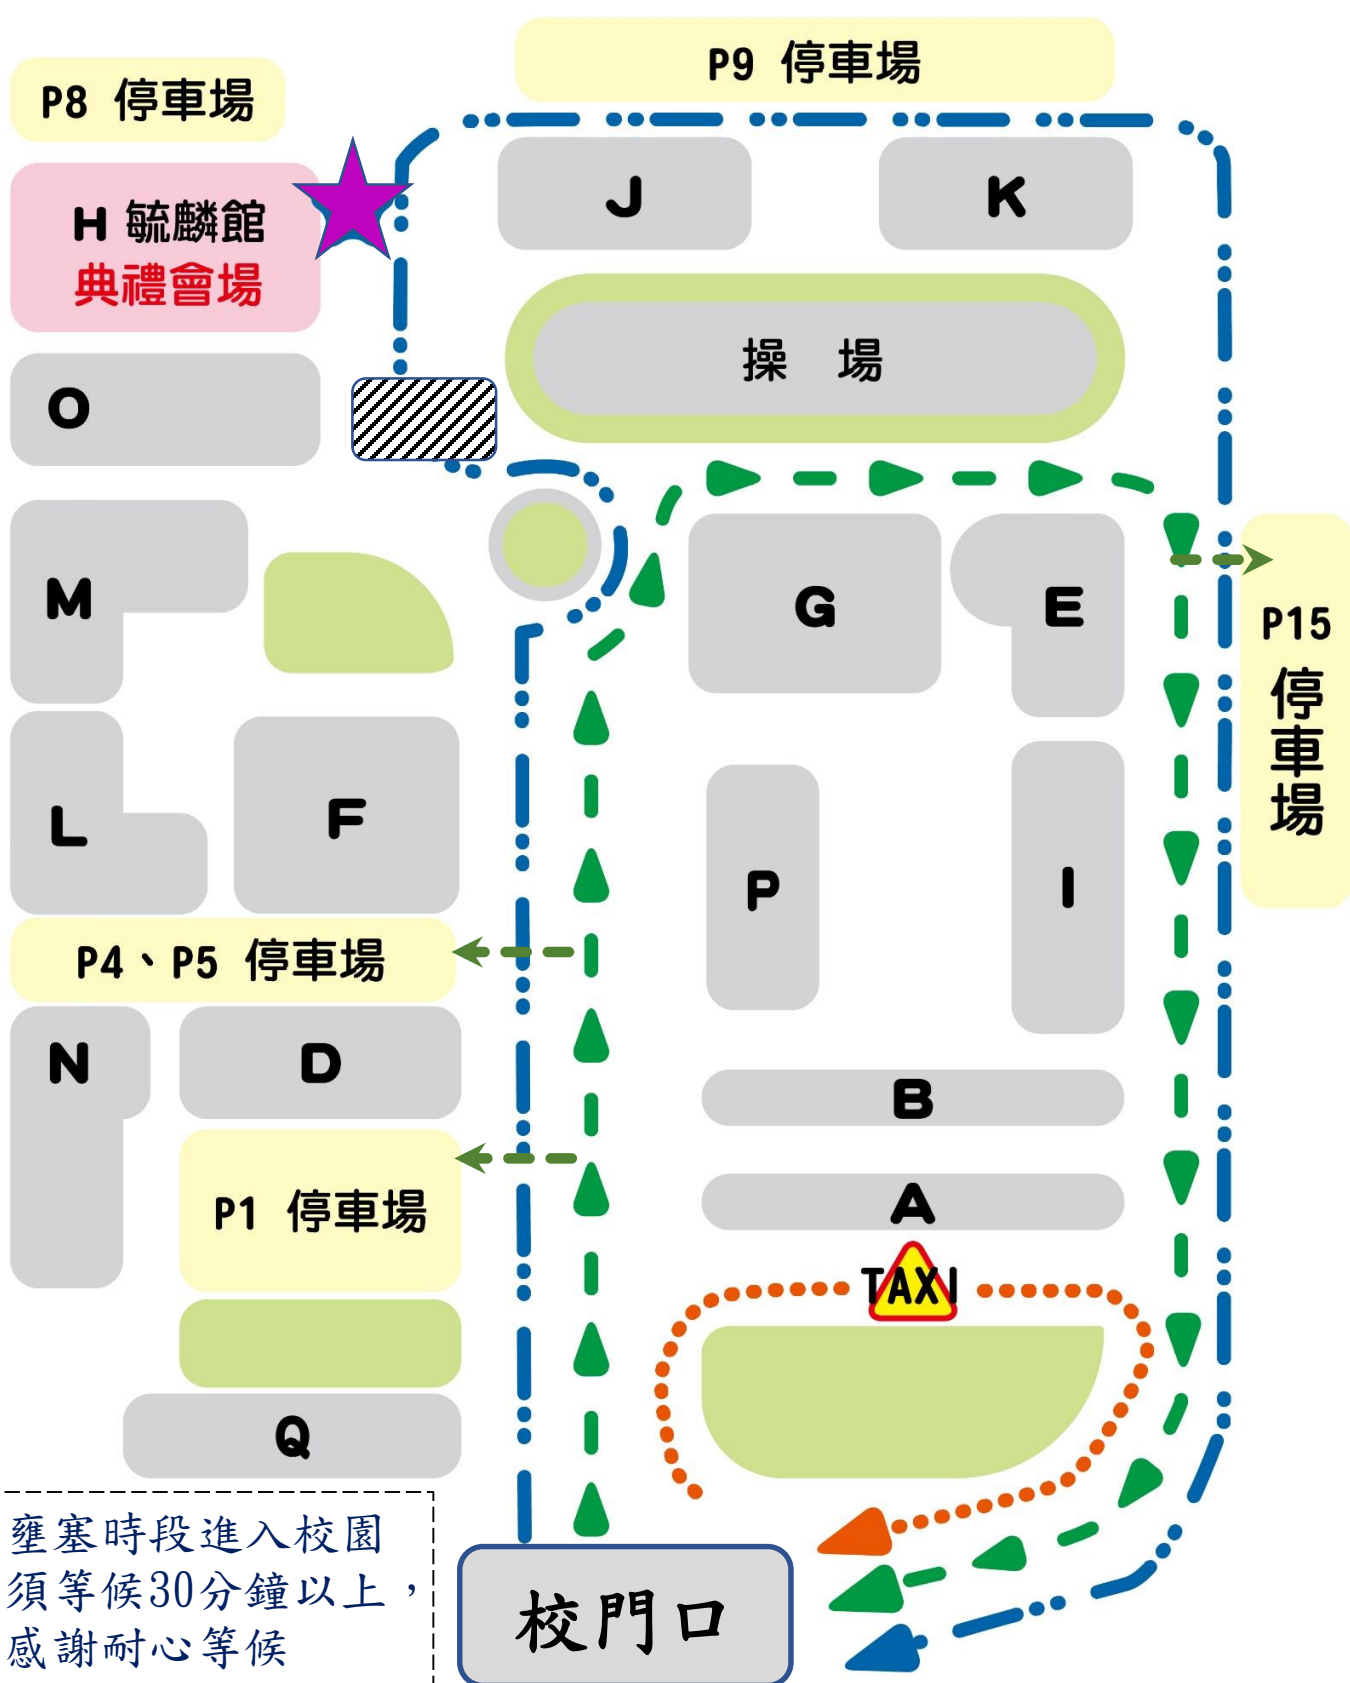 P9 停車場
P8 停車場
J
K
H 毓麟館
典禮會場
操 場
O
M
G
E
P15
停
車
場
L
F
P
I
P4、P5 停車場
N
D
B
P1 停車場
A
TAXI
Q
壅塞時段進入校園
須等候30分鐘以上，
感謝耐心等候
校門口